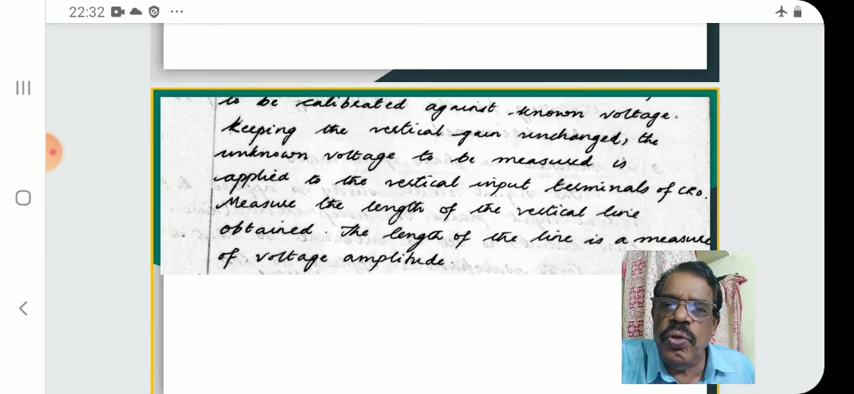 22:32
to be calibrated against known voltage.
Keeping the vertical gain unchanged, the
unknown voltage to be measured is
applied to the vertical input terminals of CRO.
Measure the length of the vertical line
obtained. The length of the line is a measure
of voltage amplitude.